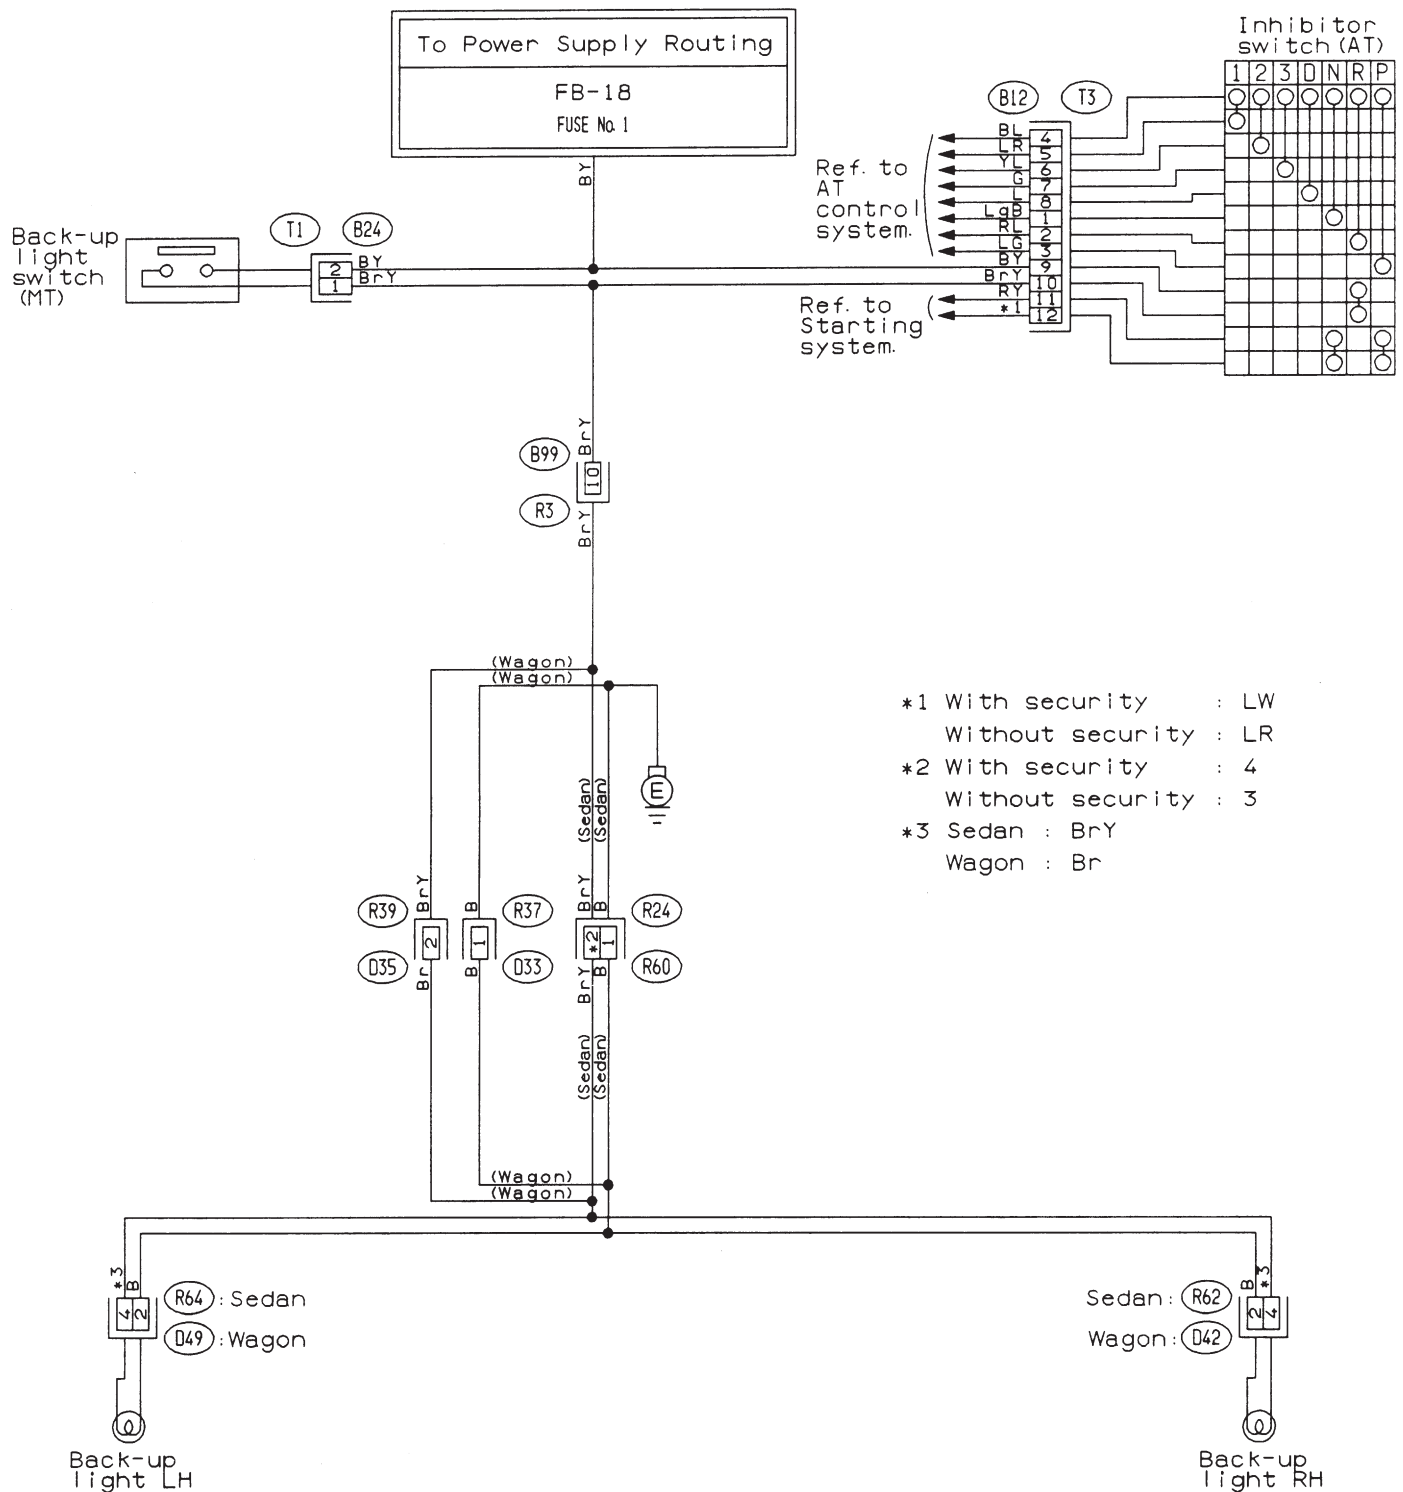 To Power Supply Routing
FB-18
FUSE No. 1
Inhibitor
switch (AT)
1 2 3 D N R P
B12
T3
BL 4
LR 5
YL 6
G 7
L 8
LgB 1
RL 2
LG 3
BY 9
BrY 10
RY 11
*1 12
Ref. to
AT
control
system.
Ref. to
Starting
system.
BY
Back-up
light
switch
(MT)
T1
B24
2 BY
1 BrY
B99
BrY
10
R3
BrY
(Wagon)
(Wagon)
E
(Sedan)
(Sedan)
*1 With security : LW
Without security : LR
*2 With security : 4
Without security : 3
*3 Sedan : BrY
Wagon : Br
R39
BrY
B
R37
BrY
B
R24
2
1
*2
1
D35
Br
B
D33
BrY
B
R60
(Sedan)
(Sedan)
(Wagon)
(Wagon)
*3
B
4
2
R64 : Sedan
D49 : Wagon
Back-up
light LH
B
*3
2
4
Sedan : R62
Wagon : D42
Back-up
light RH